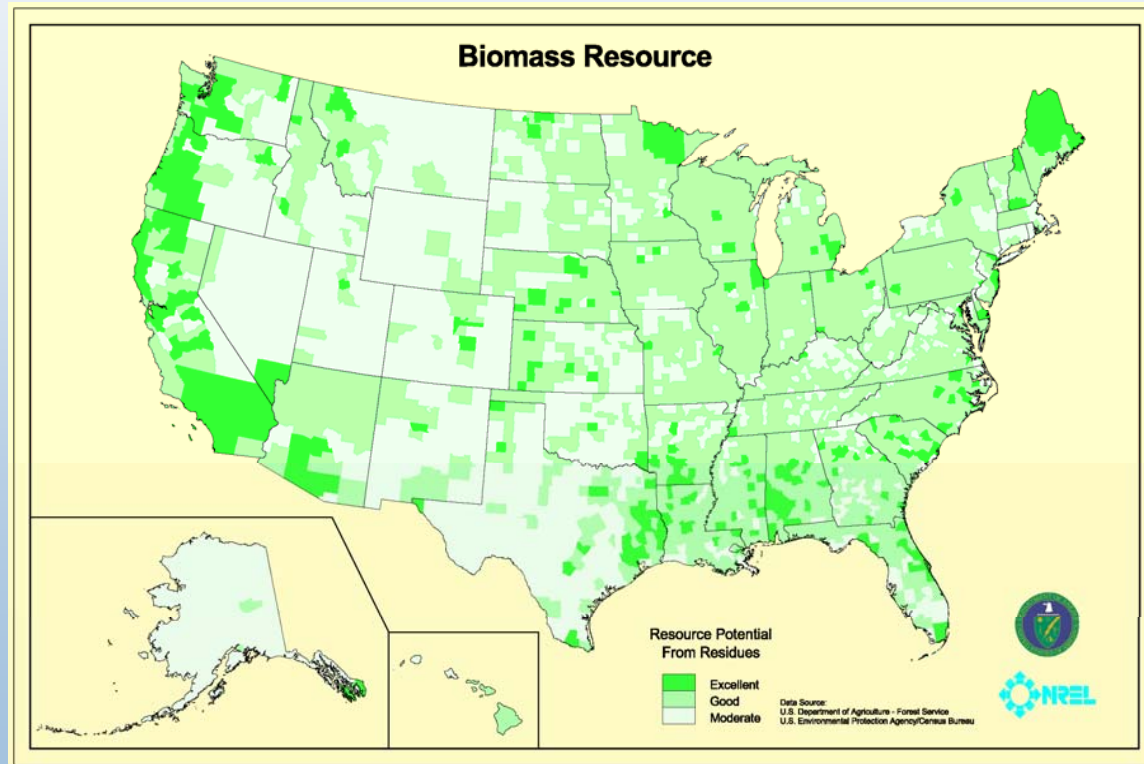 Biomass Resource
Resource Potential
From Residues
Excellent
Good
Moderate
Data Source:
U.S. Department of Agriculture - Forest Service
U.S. Environmental Protection Agency/Census Bureau
NREL